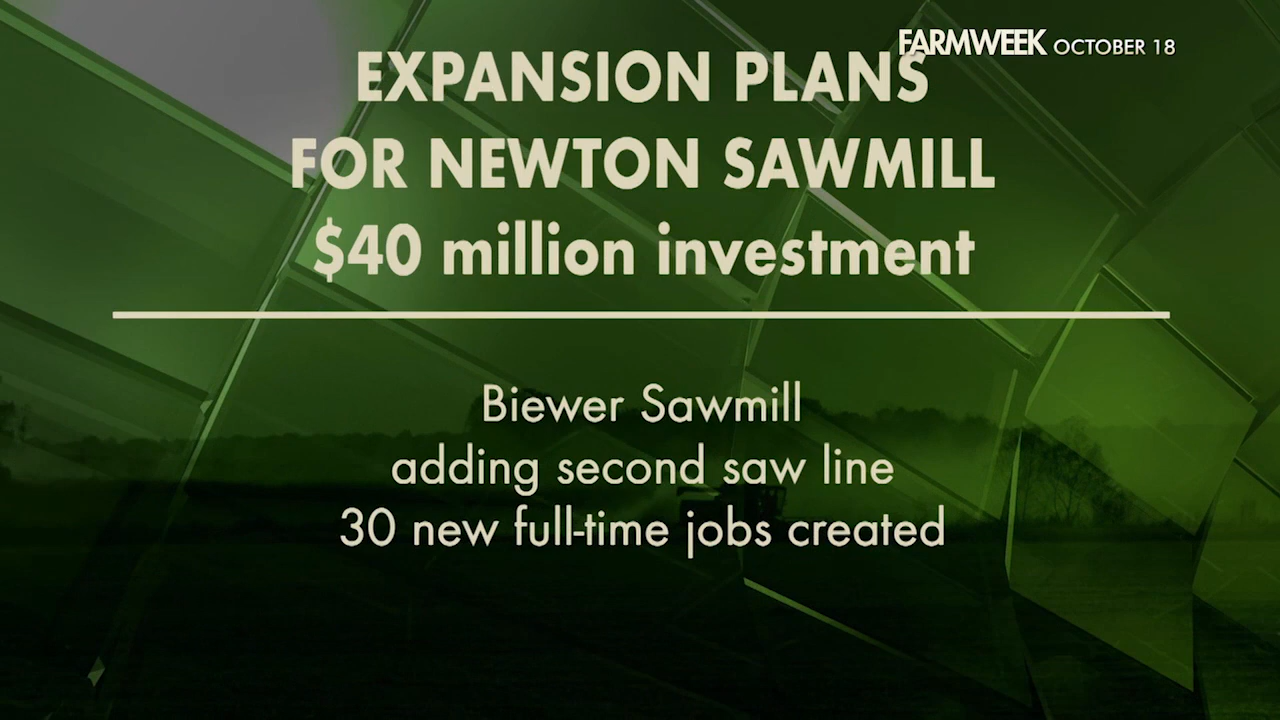 FARMWEEK OCTOBER 18
EXPANSION PLANS
FOR NEWTON SAWMILL
$40 million investment
Biewer Sawmill
adding second saw line
30 new full-time jobs created